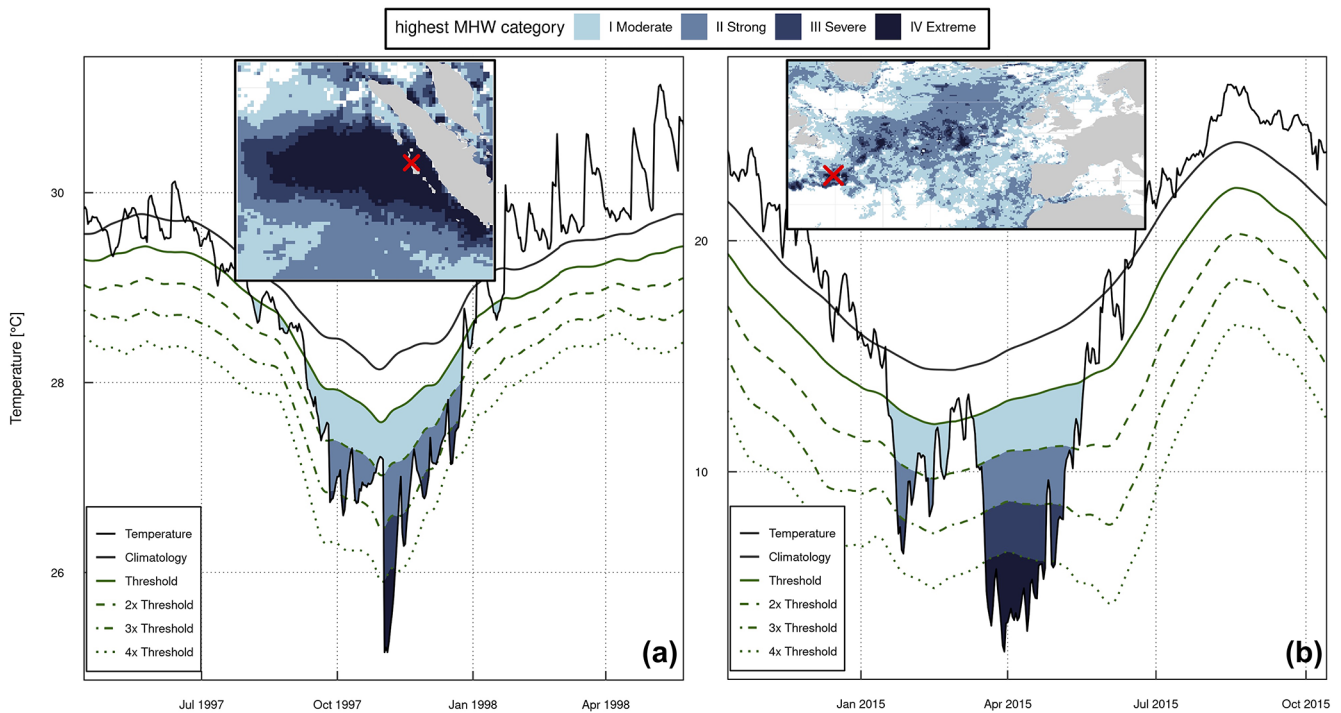 highest MHW category I Moderate II Strong III Severe IV Extreme
Temperature [°C]
30
28
26
Temperature
Climatology
Threshold
2x Threshold
3x Threshold
4x Threshold
(a)
Jul 1997 Oct 1997 Jan 1998 Apr 1998
20
10
Temperature
Climatology
Threshold
2x Threshold
3x Threshold
4x Threshold
(b)
Jan 2015 Apr 2015 Jul 2015 Oct 2015